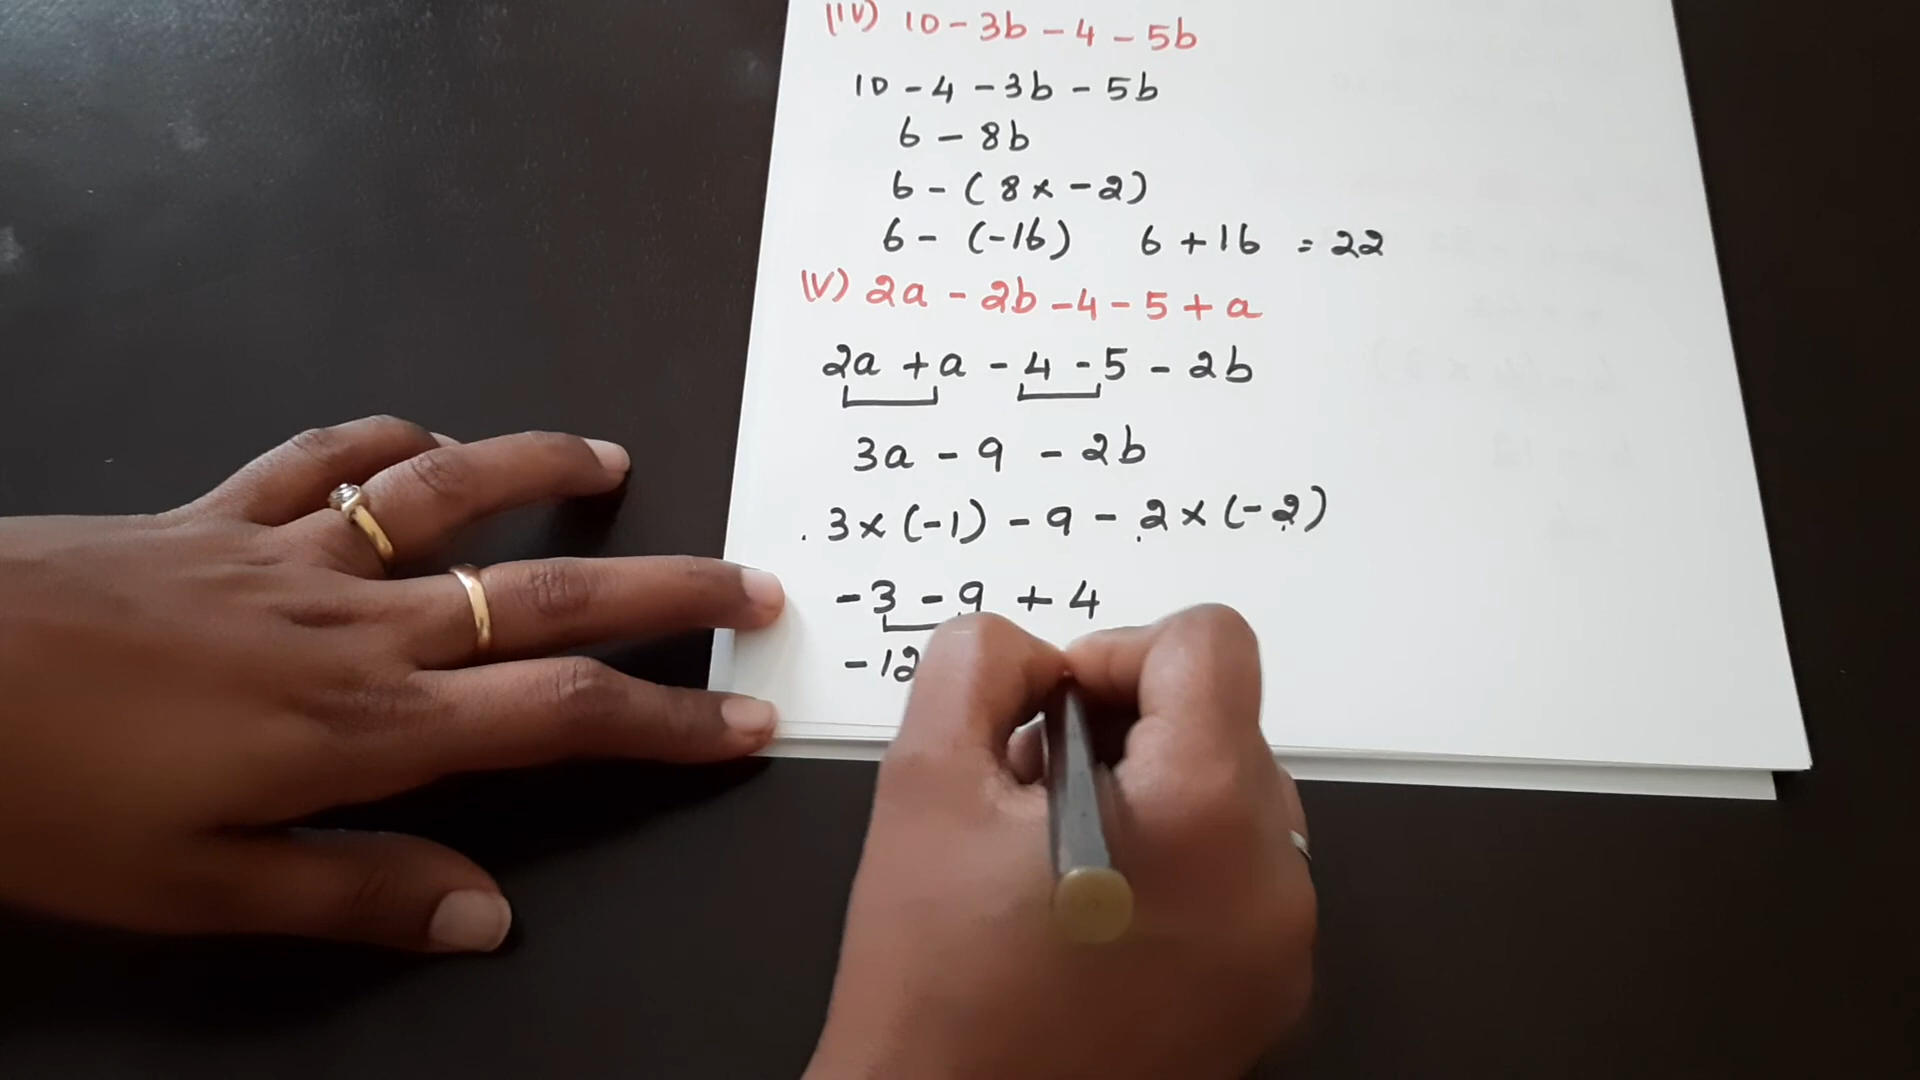 (IV) 10 - 3b - 4 - 5b
10 - 4 - 3b - 5b
6 - 8b
6 - (8 × -2)
6 - (-16) 6 + 16 = 22
(V) 2a - 2b - 4 - 5 + a
2a + a - 4 - 5 - 2b
3a - 9 - 2b
3 × (-1) - 9 - 2 × (-2)
-3 - 9 + 4
-12